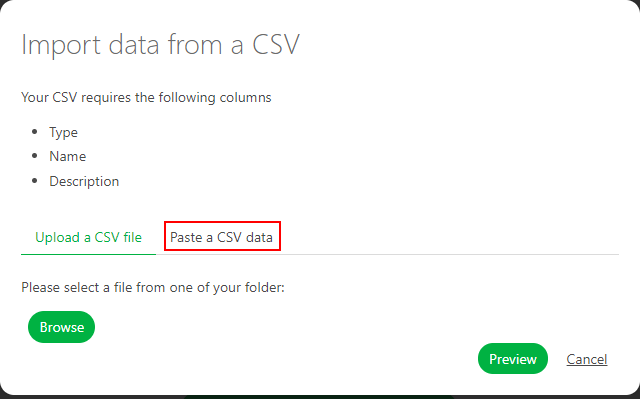 Import data from a CSV
Your CSV requires the following columns
Type
Name
Description
Upload a CSV file Paste a CSV data
Please select a file from one of your folder:
Browse
Preview Cancel